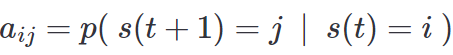 a_{ij} = p( s(t + 1) = j | s(t) = i )